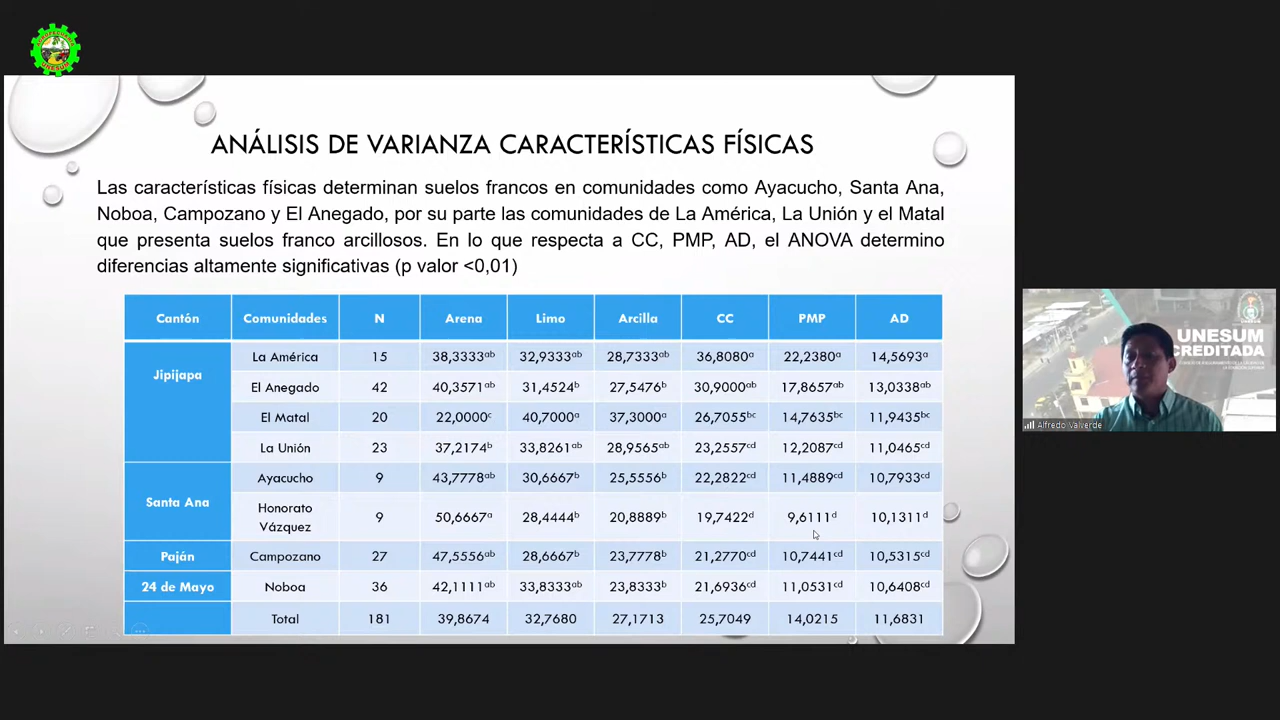 AGROPECUARIA
UNESUM
ANÁLISIS DE VARIANZA CARACTERÍSTICAS FÍSICAS
Las características físicas determinan suelos francos en comunidades como Ayacucho, Santa Ana,
Noboa, Campozano y El Anegado, por su parte las comunidades de La América, La Unión y el Matal
que presenta suelos franco arcillosos. En lo que respecta a CC, PMP, AD, el ANOVA determino
diferencias altamente significativas (p valor <0,01)
Cantón Comunidades N Arena Limo Arcilla CC PMP AD
Jipijapa La América 15 38,3333ab 32,9333ab 28,7333ab 36,8080a 22,2380a 14,5693a
El Anegado 42 40,3571ab 31,4524b 27,5476b 30,9000ab 17,8657ab 13,0338ab
El Matal 20 22,0000c 40,7000a 37,3000a 26,7055bc 14,7635bc 11,9435bc
La Unión 23 37,2174b 33,8261ab 28,9565ab 23,2557cd 12,2087cd 11,0465cd
Santa Ana Ayacucho 9 43,7778ab 30,6667b 25,5556b 22,2822cd 11,4889cd 10,7933cd
Honorato
Vázquez 9 50,6667a 28,4444b 20,8889b 19,7422d 9,6111d 10,1311d
Paján Campozano 27 47,5556ab 28,6667b 23,7778b 21,2770cd 10,7441cd 10,5315cd
24 de Mayo Noboa 36 42,1111ab 33,8333ab 23,8333b 21,6936cd 11,0531cd 10,6408cd
Total 181 39,8674 32,7680 27,1713 25,7049 14,0215 11,6831
UNESUM
CREDITADA
Alfredo Valverde